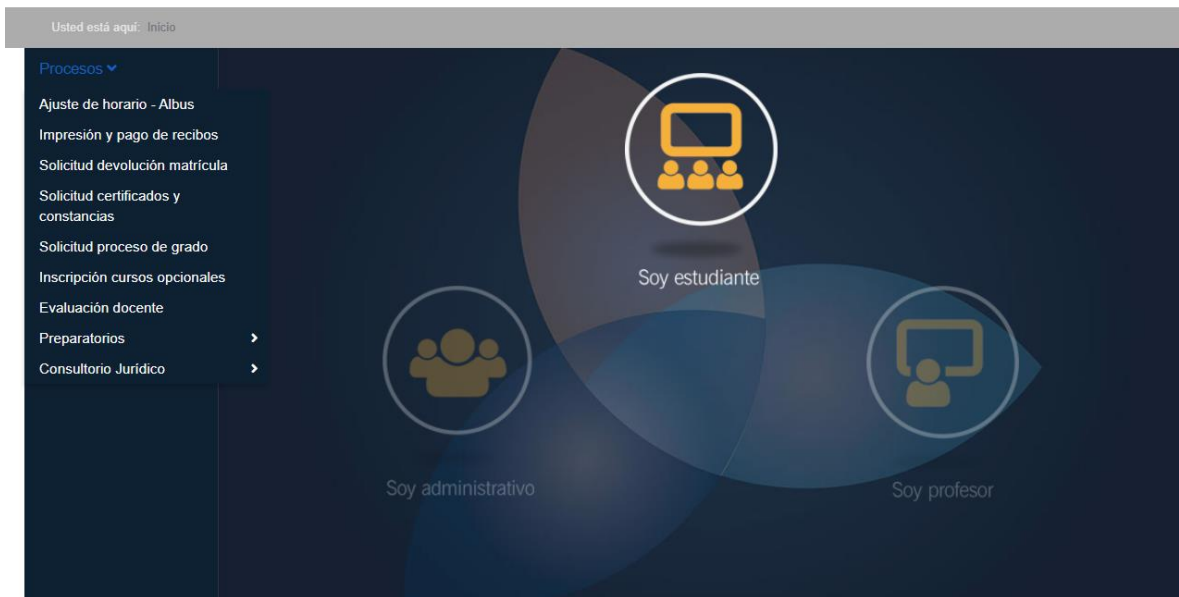 Usted está aquí: Inicio
Procesos
Ajuste de horario - Albus
Impresión y pago de recibos
Solicitud devolución matrícula
Solicitud certificados y
constancias
Solicitud proceso de grado
Inscripción cursos opcionales
Evaluación docente
Preparatorios
Consultorio Jurídico
Soy estudiante
Soy administrativo
Soy profesor